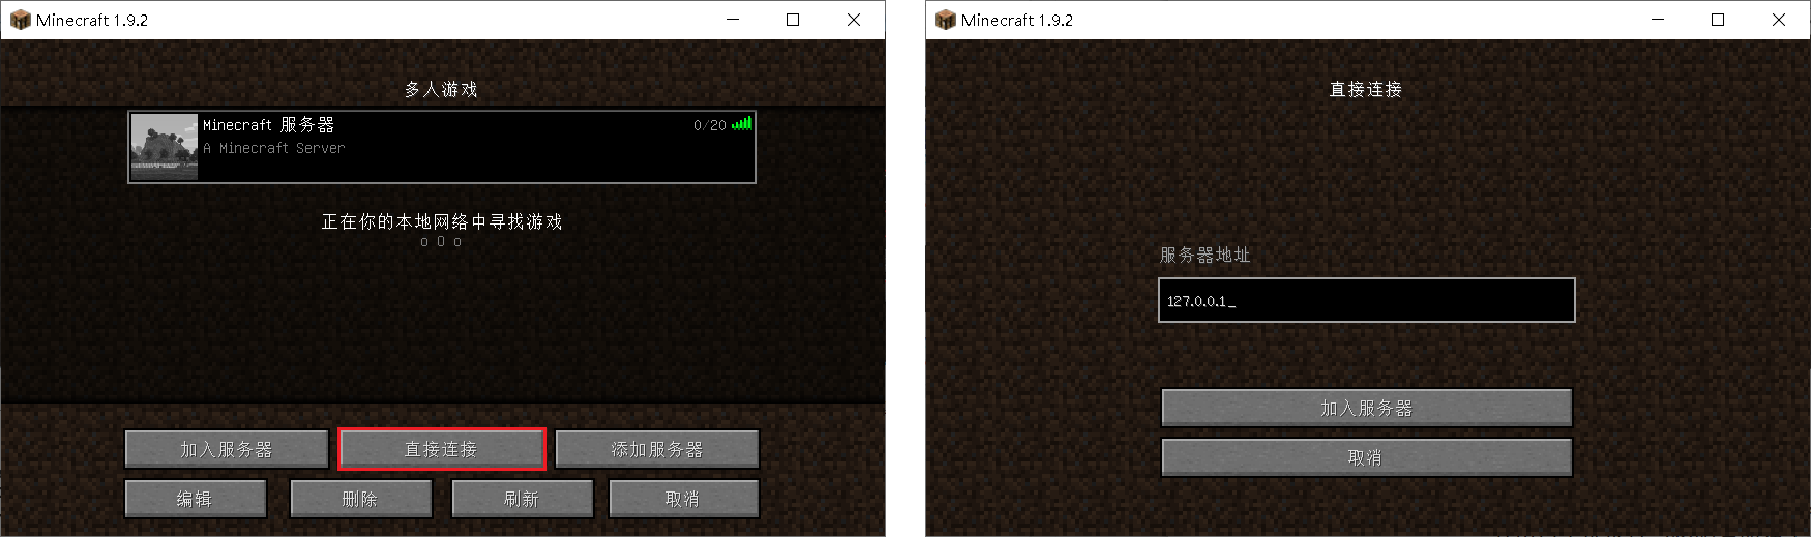 Minecraft 1.9.2
多人游戏
Minecraft 服务器
0/20
A Minecraft Server
正在你的本地网络中寻找游戏
o O o
加入服务器
直接连接
添加服务器
编辑
删除
刷新
取消
Minecraft 1.9.2
直接连接
服务器地址
127.0.0.1_
加入服务器
取消